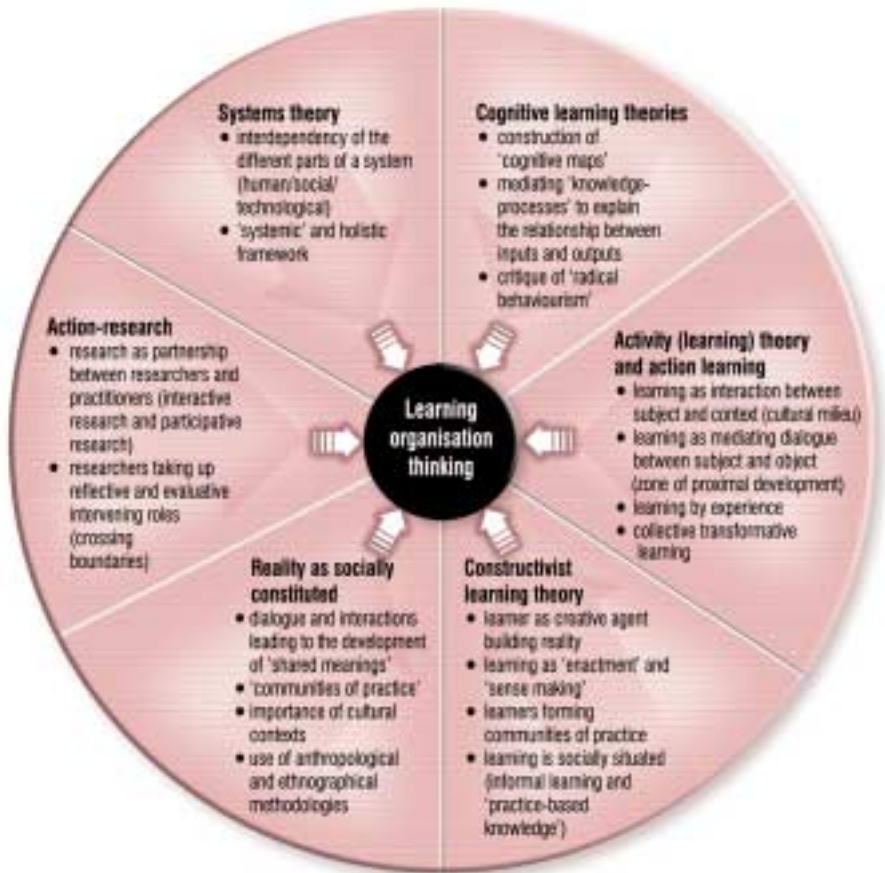 Systems theory
• interdependency of the
different parts of a system
(human/social/
technological)
• 'systemic' and holistic
framework
Cognitive learning theories
• construction of
'cognitive maps'
• mediating 'knowledge-
processes' to explain
the relationship between
inputs and outputs
• critique of 'radical
behaviourism'
Action-research
• research as partnership
between researchers and
practitioners (interactive
research and participative
research)
• researchers taking up
reflective and evaluative
intervening roles
(crossing
boundaries)
Learning
organisation
thinking
Activity (learning) theory
and action learning
• learning as interaction between
subject and context (cultural milieu)
• learning as mediating dialogue
between subject and object
(zone of proximal development)
• learning by experience
• collective transformative
learning
Reality as socially
constituted
• dialogue and interactions
leading to the development
of 'shared meanings'
• 'communities of practice'
• importance of cultural
contexts
• use of anthropological
and ethnographical
methodologies
Constructivist
learning theory
• learner as creative agent
building reality
• learning as 'enactment' and
'sense making'
• learners forming
communities of practice
• learning is socially situated
(informal learning and
'practice-based
knowledge')